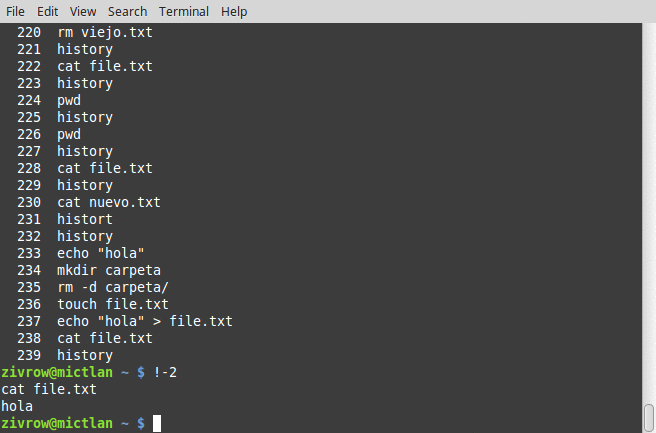 File Edit View Search Terminal Help
220 rm viejo.txt
221 history
222 cat file.txt
223 history
224 pwd
225 history
226 pwd
227 history
228 cat file.txt
229 history
230 cat nuevo.txt
231 histort
232 history
233 echo "hola"
234 mkdir carpeta
235 rm -d carpeta/
236 touch file.txt
237 echo "hola" > file.txt
238 cat file.txt
239 history
zivrow@mictlan ~ $ !-2
cat file.txt
hola
zivrow@mictlan ~ $